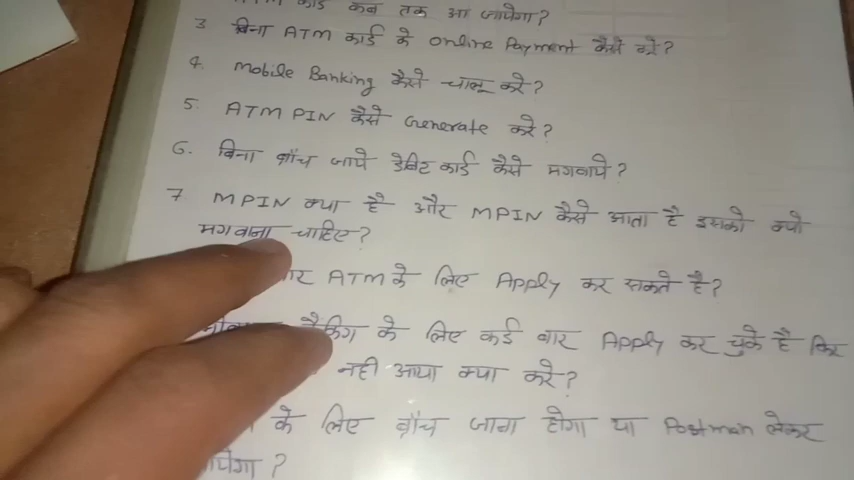 कार्ड कब तक आ जायेगा?
3 बिना ATM कार्ड के online Payment कैसे करे?
4. Mobile Banking कैसे चालू करे?
5. ATM PIN कैसे Generate करे?
6. बिना ब्रॉंच जाये डेबिट कार्ड कैसे मगवाये?
7 MPIN क्या है और MPIN कैसे आता है इसको क्यो
मगवाना चाहिए?
ATM के लिए Apply कर सकते है?
के लिए कई बार Apply कर चुके है फिर
नही आया क्या करे?
के लिए ब्रॉंच जाना होगा या Postman लेकर